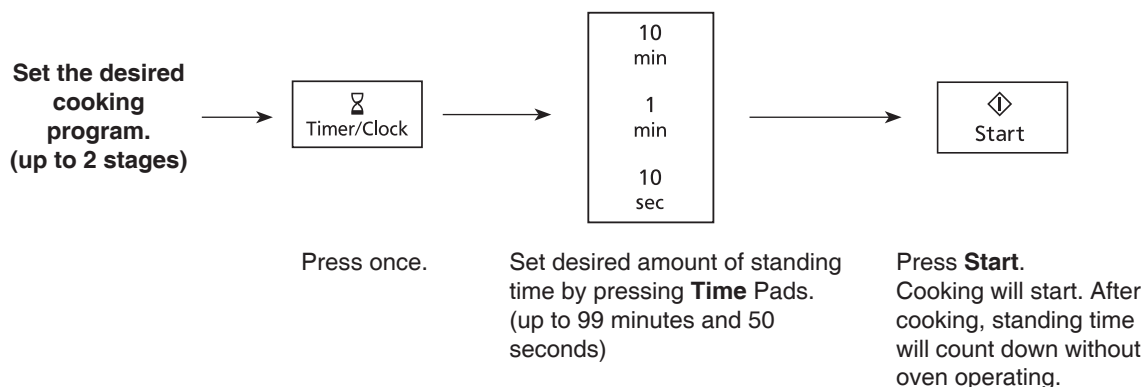 Set the desired
cooking
program.
(up to 2 stages)
Timer/Clock
10
min
1
min
10
sec
Start
Press once.
Set desired amount of standing
time by pressing Time Pads.
(up to 99 minutes and 50
seconds)
Press Start.
Cooking will start. After
cooking, standing time
will count down without
oven operating.